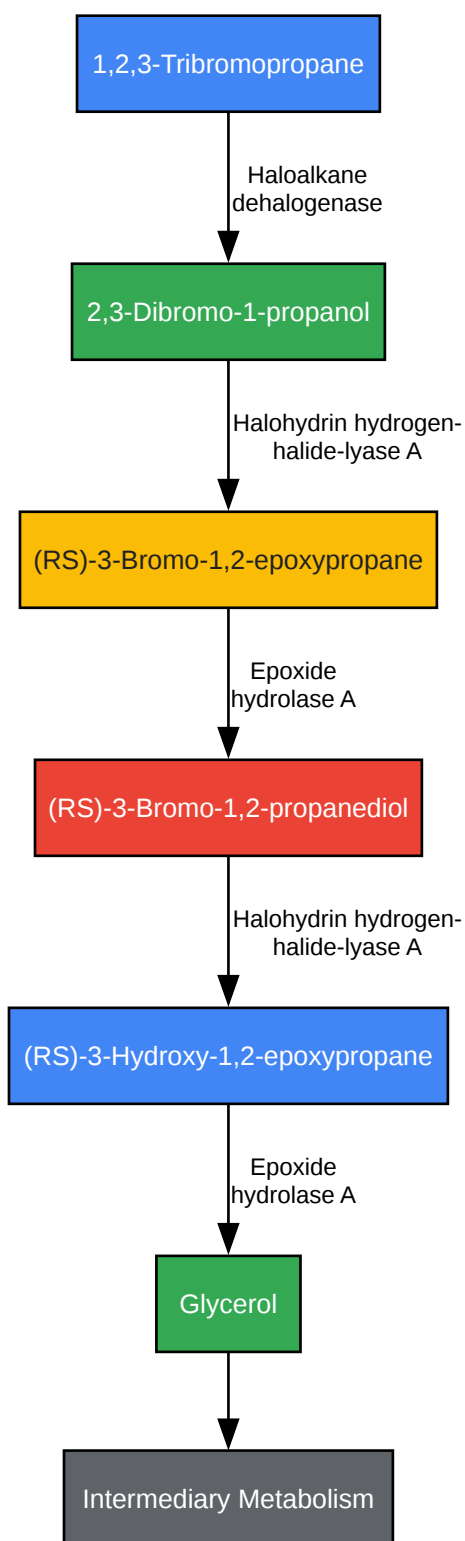 1,2,3-Tribromopropane
Haloalkane
dehalogenase
2,3-Dibromo-1-propanol
Halohydrin hydrogen-
halide-lyase A
(RS)-3-Bromo-1,2-epoxypropane
Epoxide
hydrolase A
(RS)-3-Bromo-1,2-propanediol
Halohydrin hydrogen-
halide-lyase A
(RS)-3-Hydroxy-1,2-epoxypropane
Epoxide
hydrolase A
Glycerol
Intermediary Metabolism